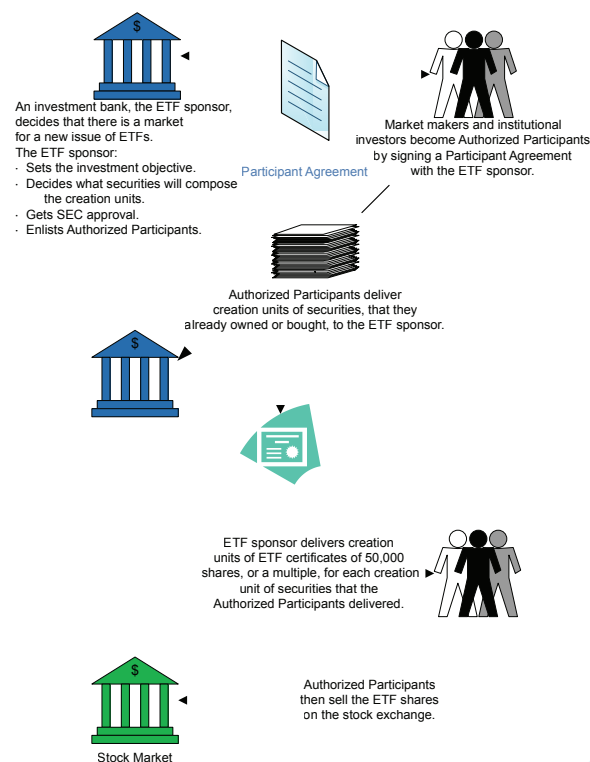 $
An investment bank, the ETF sponsor,
decides that there is a market
for a new issue of ETFs.
The ETF sponsor:
· Sets the investment objective.
· Decides what securities will compose
the creation units.
· Gets SEC approval.
· Enlists Authorized Participants.
Participant Agreement
Market makers and institutional
investors become Authorized Participants
by signing a Participant Agreement
with the ETF sponsor.
Authorized Participants deliver
creation units of securities, that they
already owned or bought, to the ETF sponsor.
$
ETF sponsor delivers creation
units of ETF certificates of 50,000
shares, or a multiple, for each creation
unit of securities that the
Authorized Participants delivered.
$
Stock Market
Authorized Participants
then sell the ETF shares
on the stock exchange.